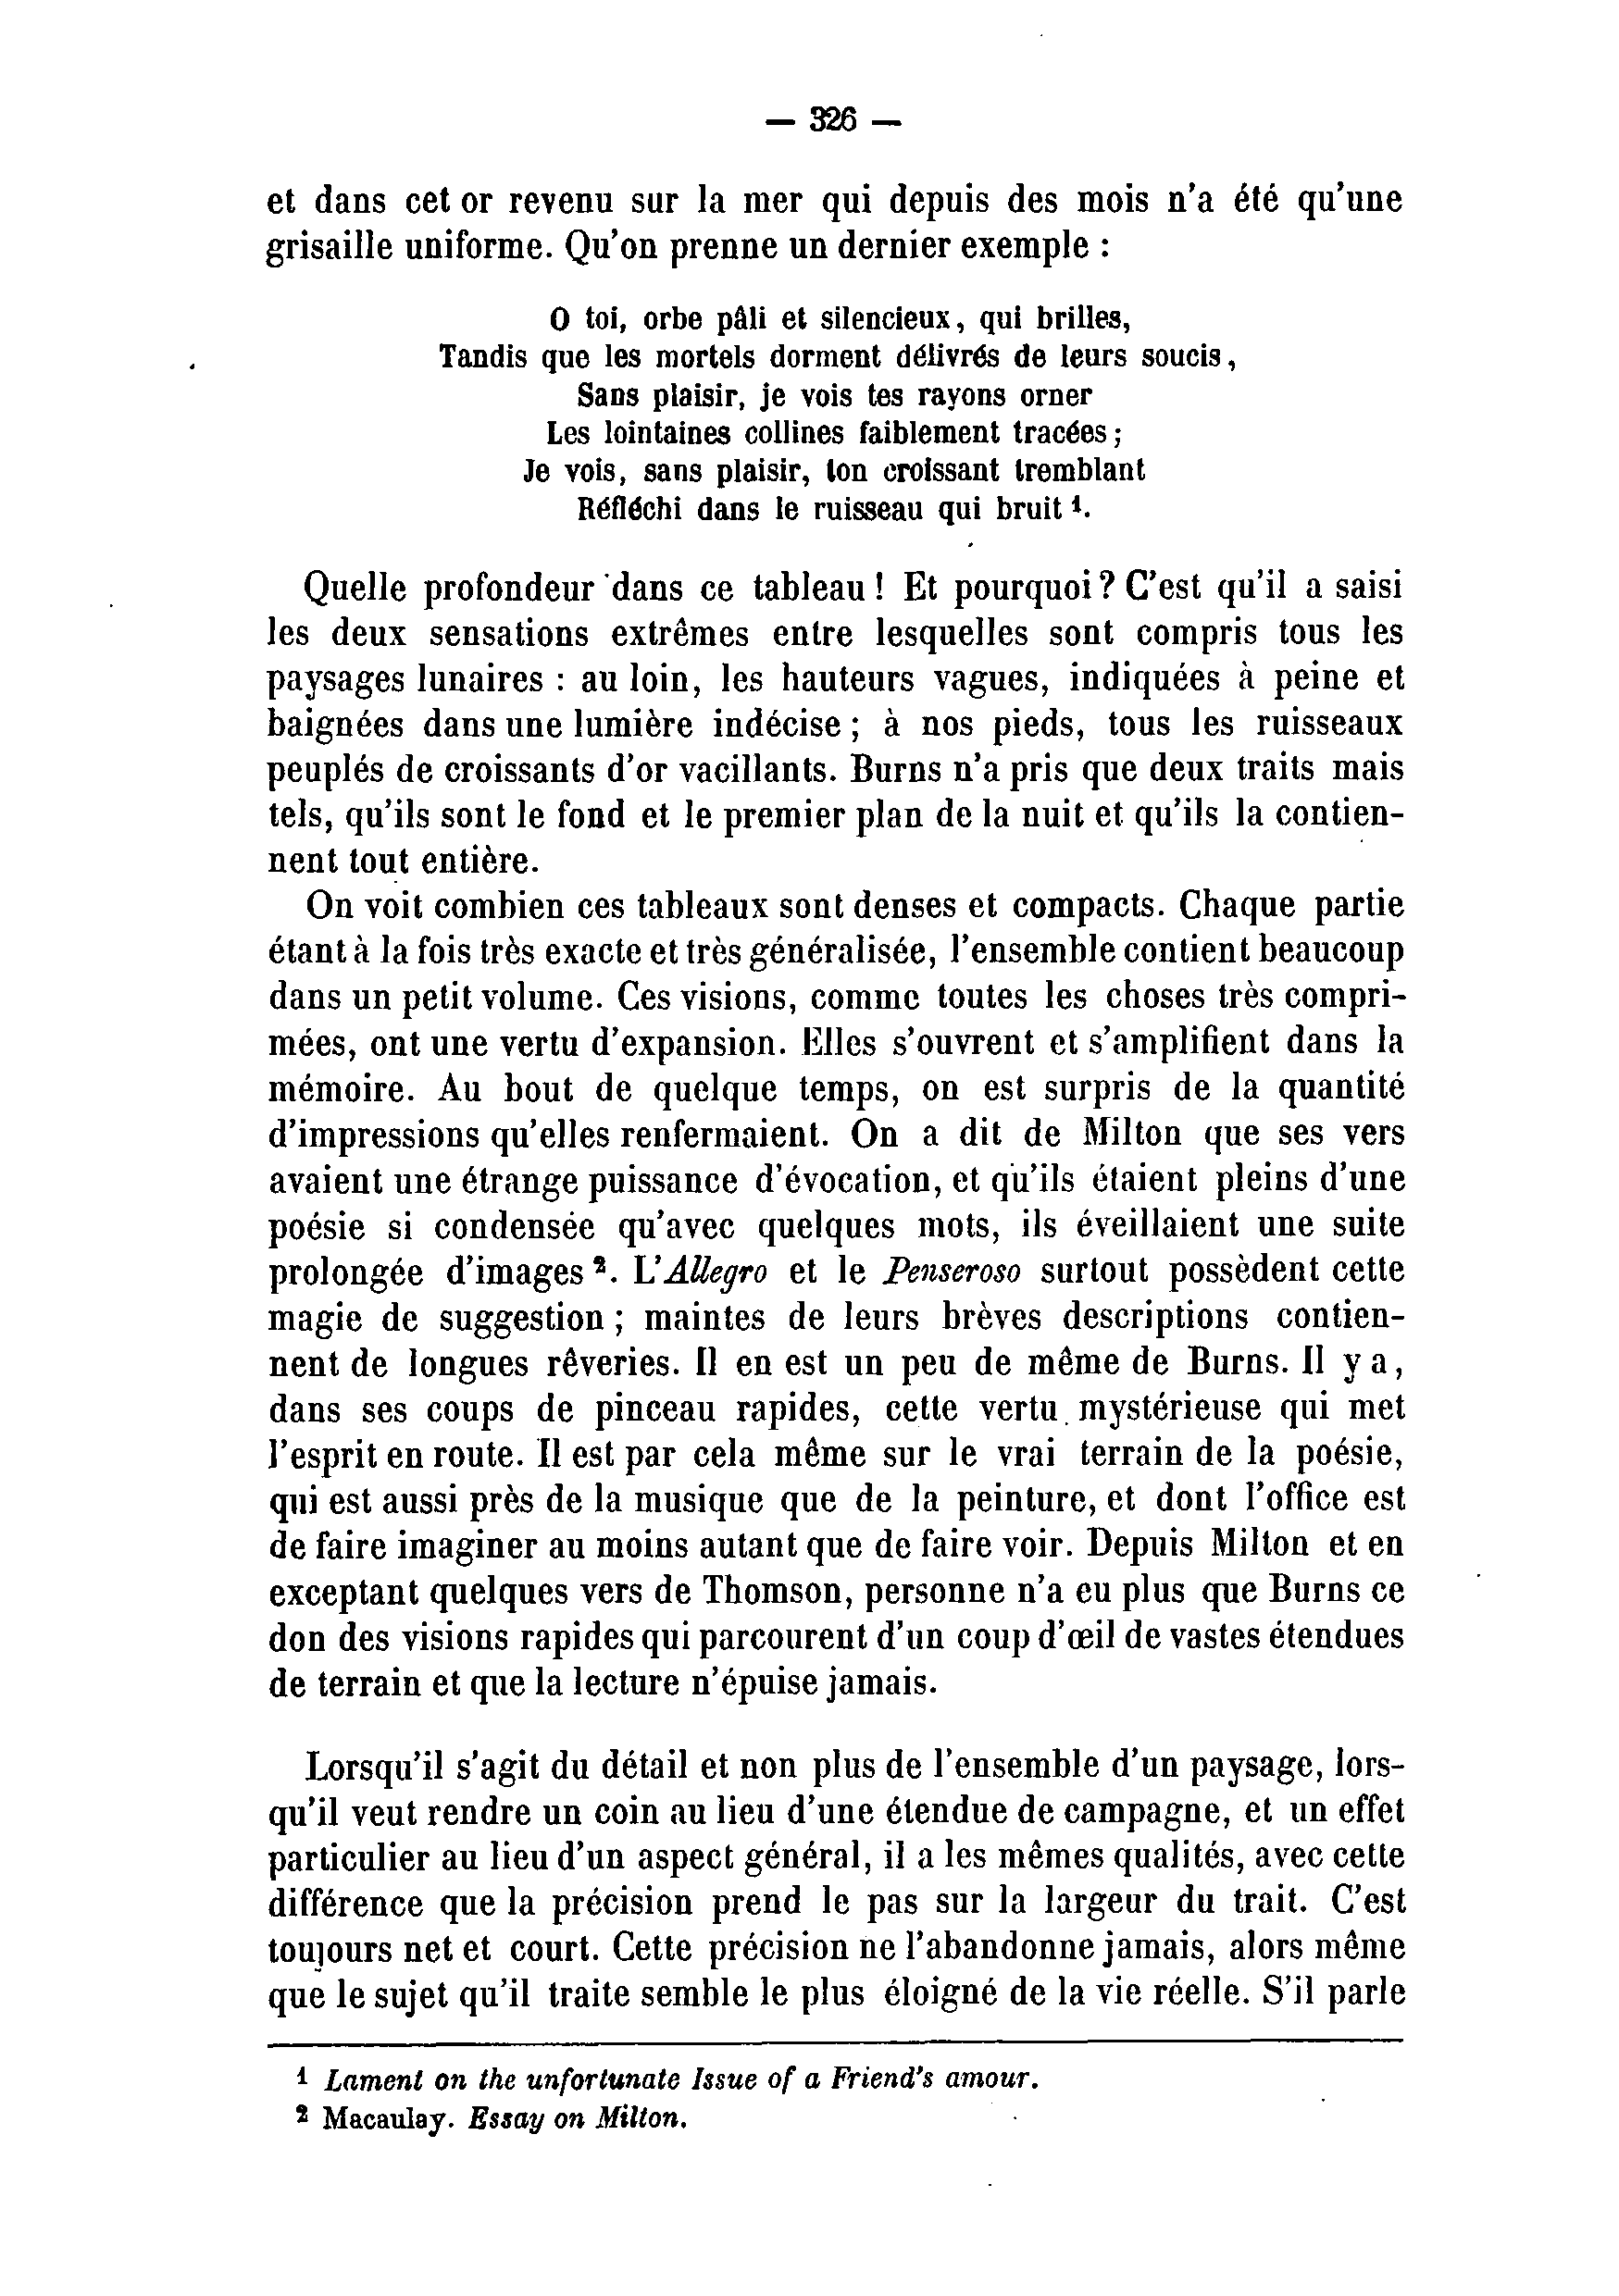 — 326 —
et dans cet or revenu sur la mer qui depuis des mois n'a été qu'une
grisaille uniforme. Qu'on prenne un dernier exemple :
O toi, orbe pâli et silencieux, qui brilles,
Tandis que les mortels dorment délivrés de leurs soucis,
Sans plaisir, je vois tes rayons orner
Les lointaines collines faiblement tracées ;
Je vois, sans plaisir, ton croissant tremblant
Réfléchi dans le ruisseau qui bruit ¹.
Quelle profondeur dans ce tableau ! Et pourquoi ? C'est qu'il a saisi
les deux sensations extrêmes entre lesquelles sont compris tous les
paysages lunaires : au loin, les hauteurs vagues, indiquées à peine et
baignées dans une lumière indécise ; à nos pieds, tous les ruisseaux
peuplés de croissants d'or vacillants. Burns n'a pris que deux traits mais
tels, qu'ils sont le fond et le premier plan de la nuit et qu'ils la contien-
nent tout entière.
On voit combien ces tableaux sont denses et compacts. Chaque partie
étant à la fois très exacte et très généralisée, l'ensemble contient beaucoup
dans un petit volume. Ces visions, comme toutes les choses très compri-
mées, ont une vertu d'expansion. Elles s'ouvrent et s'amplifient dans la
mémoire. Au bout de quelque temps, on est surpris de la quantité
d'impressions qu'elles renfermaient. On a dit de Milton que ses vers
avaient une étrange puissance d'évocation, et qu'ils étaient pleins d'une
poésie si condensée qu'avec quelques mots, ils éveillaient une suite
prolongée d'images ². L'Allegro et le Penseroso surtout possèdent cette
magie de suggestion ; maintes de leurs brèves descriptions contien-
nent de longues rêveries. Il en est un peu de même de Burns. Il y a,
dans ses coups de pinceau rapides, cette vertu mystérieuse qui met
l'esprit en route. Il est par cela même sur le vrai terrain de la poésie,
qui est aussi près de la musique que de la peinture, et dont l'office est
de faire imaginer au moins autant que de faire voir. Depuis Milton et en
exceptant quelques vers de Thomson, personne n'a eu plus que Burns ce
don des visions rapides qui parcourent d'un coup d'œil de vastes étendues
de terrain et que la lecture n'épuise jamais.
Lorsqu'il s'agit du détail et non plus de l'ensemble d'un paysage, lors-
qu'il veut rendre un coin au lieu d'une étendue de campagne, et un effet
particulier au lieu d'un aspect général, il a les mêmes qualités, avec cette
différence que la précision prend le pas sur la largeur du trait. C'est
toujours net et court. Cette précision ne l'abandonne jamais, alors même
que le sujet qu'il traite semble le plus éloigné de la vie réelle. S'il parle
¹ Lament on the unfortunate Issue of a Friend's amour.
² Macaulay. Essay on Milton.